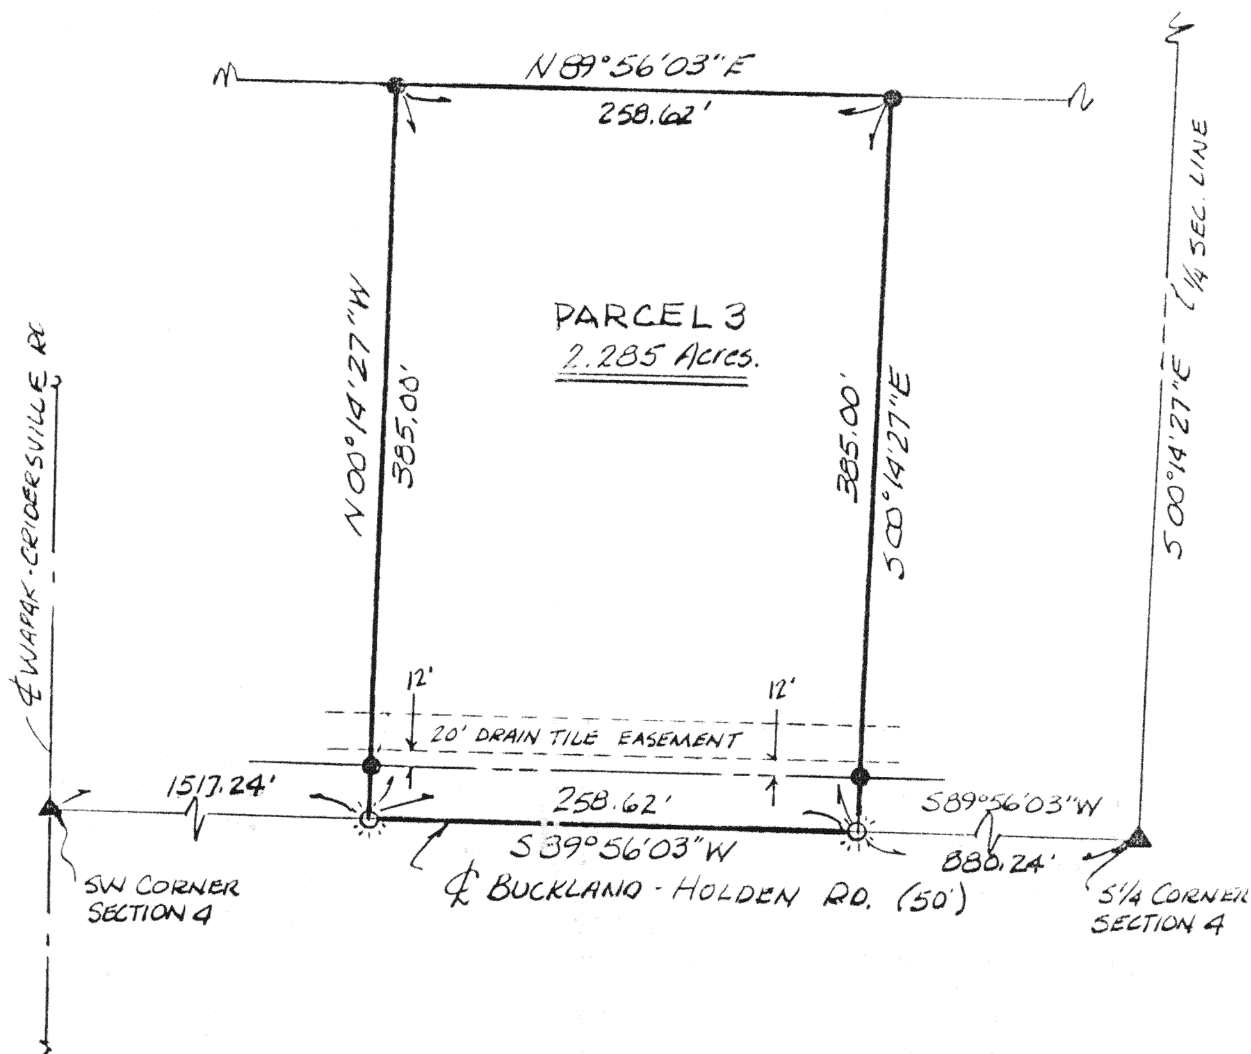 N 89°56'03"E
258.62'
PARCEL 3
2.285 Acres.
N 00°14'27"W
385.00'
385.00'
S 00°14'27"E
1/4 SEC. LINE
S 00°14'27"E
℄ WAPAK-CRIDERSVILLE RD
12'
12'
20' DRAIN TILE EASEMENT
1517.24'
258.62'
S89°56'03"W
S 89°56'03"W
880.24'
℄ BUCKLAND - HOLDEN RD. (50')
SW CORNER
SECTION 4
S 1/4 CORNER
SECTION 4